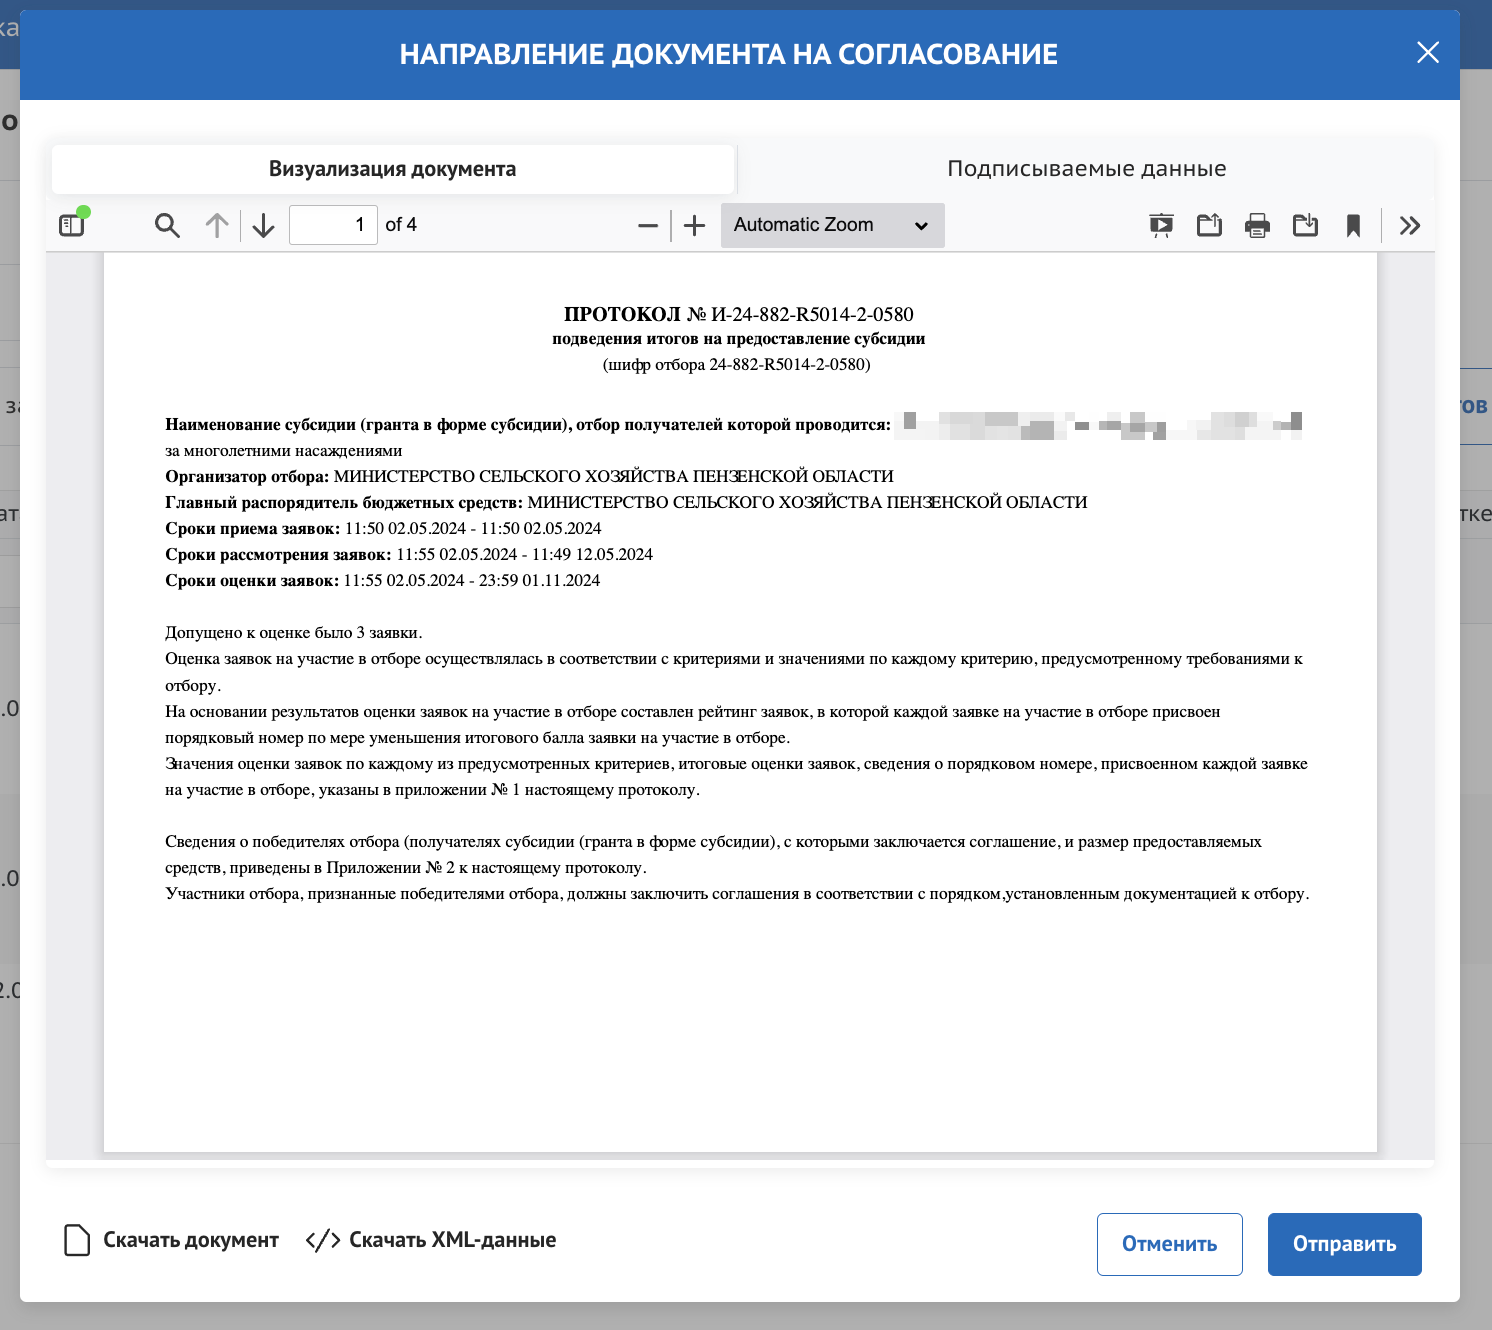 НАПРАВЛЕНИЕ ДОКУМЕНТА НА СОГЛАСОВАНИЕ
Визуализация документа
Подписываемые данные
1 of 4
Automatic Zoom
ПРОТОКОЛ № И-24-882-R5014-2-0580
подведения итогов на предоставление субсидии
(шифр отбора 24-882-R5014-2-0580)
Наименование субсидии (гранта в форме субсидии), отбор получателей которой проводится:
за многолетними насаждениями
Организатор отбора: МИНИСТЕРСТВО СЕЛЬСКОГО ХОЗЯЙСТВА ПЕНЗЕНСКОЙ ОБЛАСТИ
Главный распорядитель бюджетных средств: МИНИСТЕРСТВО СЕЛЬСКОГО ХОЗЯЙСТВА ПЕНЗЕНСКОЙ ОБЛАСТИ
Сроки приема заявок: 11:50 02.05.2024 - 11:50 02.05.2024
Сроки рассмотрения заявок: 11:55 02.05.2024 - 11:49 12.05.2024
Сроки оценки заявок: 11:55 02.05.2024 - 23:59 01.11.2024
Допущено к оценке было 3 заявки.
Оценка заявок на участие в отборе осуществлялась в соответствии с критериями и значениями по каждому критерию, предусмотренному требованиями к
отбору.
На основании результатов оценки заявок на участие в отборе составлен рейтинг заявок, в которой каждой заявке на участие в отборе присвоен
порядковый номер по мере уменьшения итогового балла заявки на участие в отборе.
Значения оценки заявок по каждому из предусмотренных критериев, итоговые оценки заявок, сведения о порядковом номере, присвоенном каждой заявке
на участие в отборе, указаны в приложении № 1 настоящему протоколу.
Сведения о победителях отбора (получателях субсидии (гранта в форме субсидии), с которыми заключается соглашение, и размер предоставляемых
средств, приведены в Приложении № 2 к настоящему протоколу.
Участники отбора, признанные победителями отбора, должны заключить соглашения в соответствии с порядком,установленным документацией к отбору.
Скачать документ
</> Скачать XML-данные
Отменить
Отправить